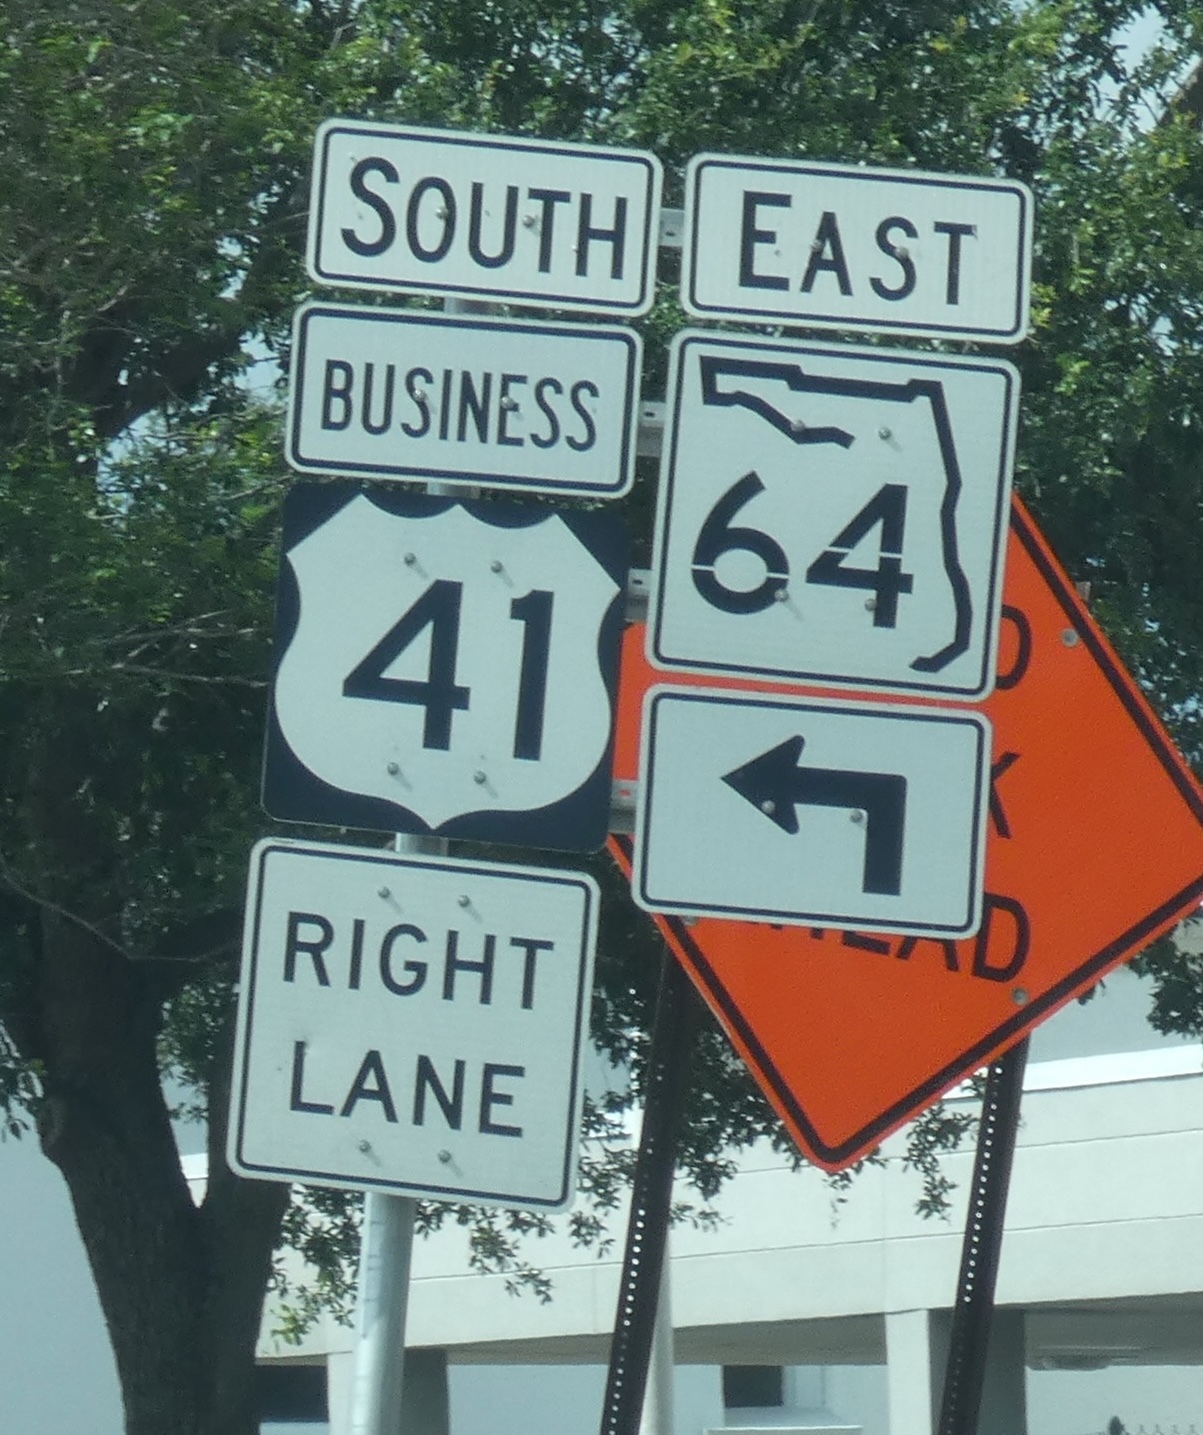 SOUTH
BUSINESS
41
RIGHT
LANE
EAST
64